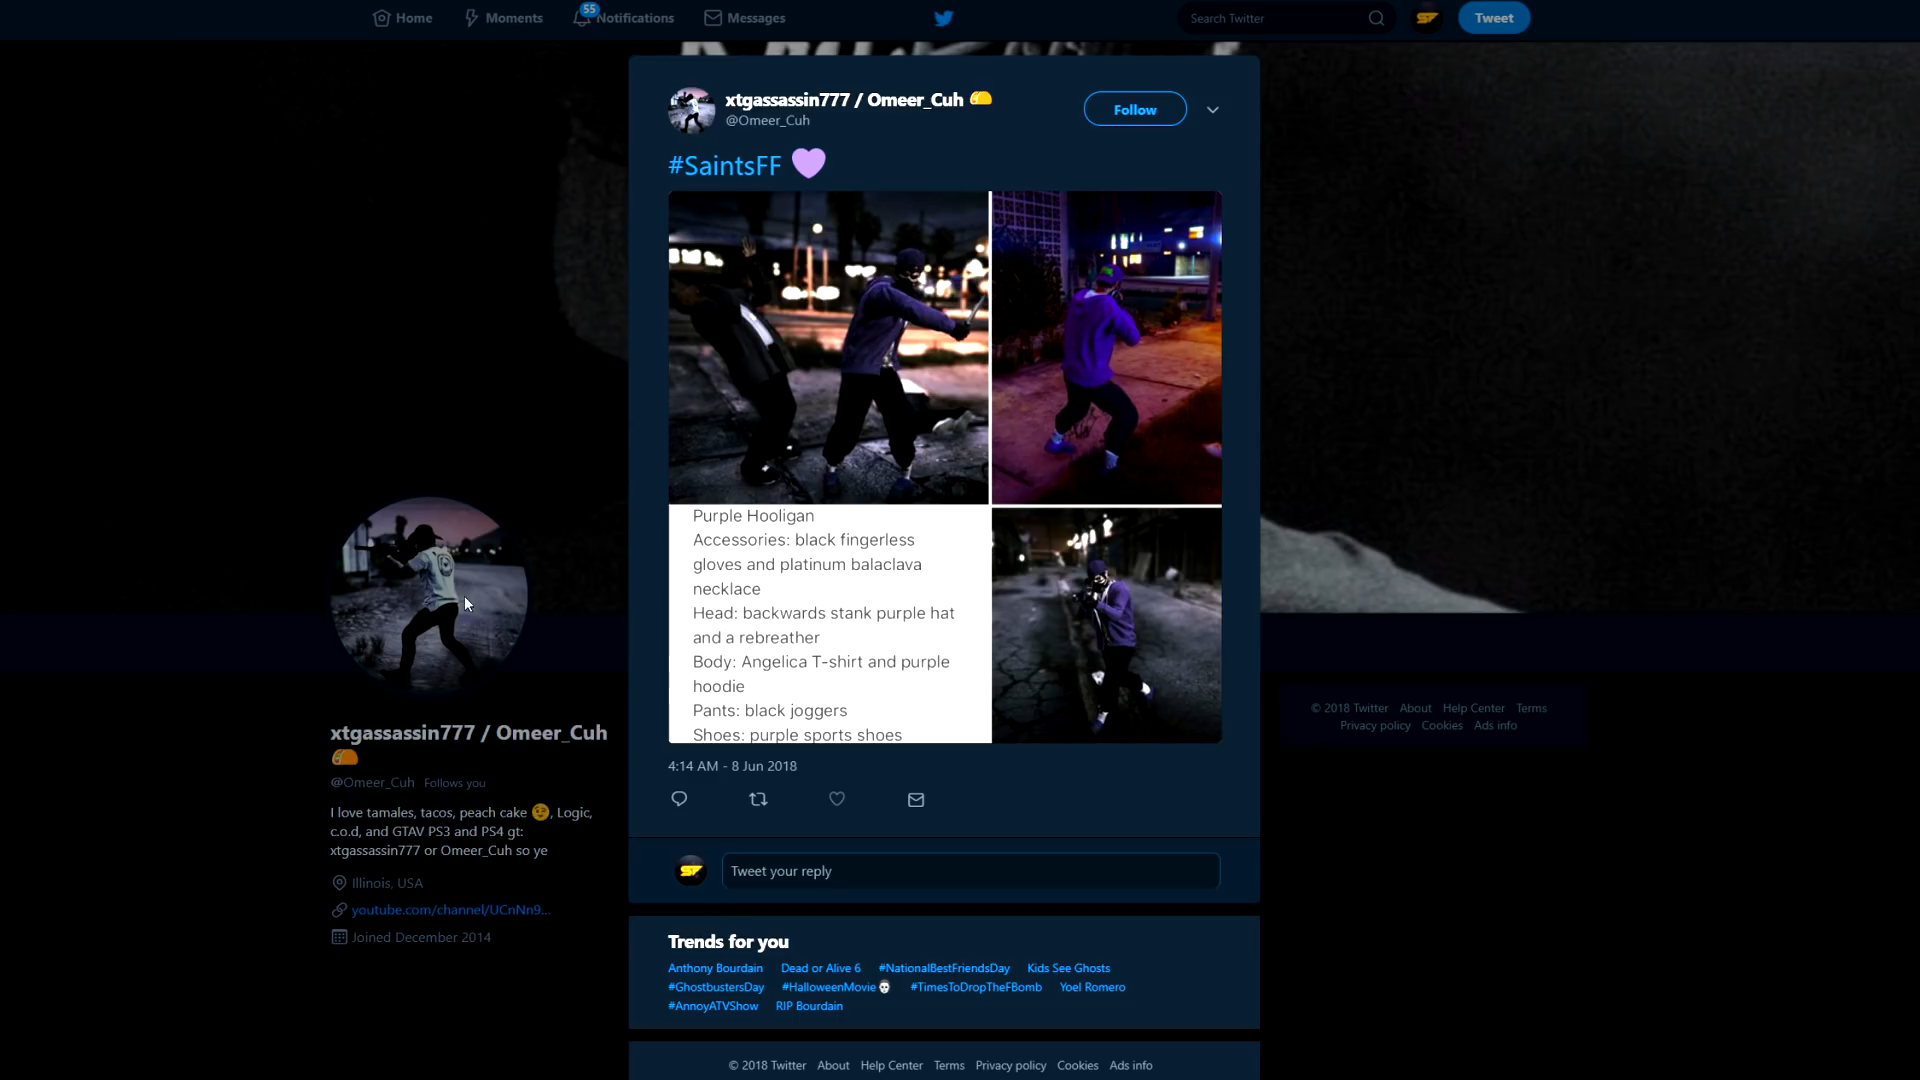 Home
Moments
55
Notifications
Messages
Search Twitter
Tweet
xtgassassin777 / Omeer_Cuh 🌮
@Omeer_Cuh
Follow
#SaintsFF 💜
Purple Hooligan
Accessories: black fingerless
gloves and platinum balaclava
necklace
Head: backwards stank purple hat
and a rebreather
Body: Angelica T-shirt and purple
hoodie
Pants: black joggers
Shoes: purple sports shoes
4:14 AM - 8 Jun 2018
Tweet your reply
Trends for you
Anthony Bourdain Dead or Alive 6 #NationalBestFriendsDay Kids See Ghosts
#GhostbustersDay #HalloweenMovie #TimesToDropTheFBomb Yoel Romero
#AnnoyATVShow RIP Bourdain
© 2018 Twitter About Help Center Terms Privacy policy Cookies Ads info
xtgassassin777 / Omeer_Cuh
🌮
@Omeer_Cuh Follows you
I love tamales, tacos, peach cake 😉, Logic,
c.o.d, and GTAV PS3 and PS4 gt:
xtgassassin777 or Omeer_Cuh so ye
Illinois, USA
youtube.com/channel/UCnNn9...
Joined December 2014
© 2018 Twitter About Help Center Terms
Privacy policy Cookies Ads info